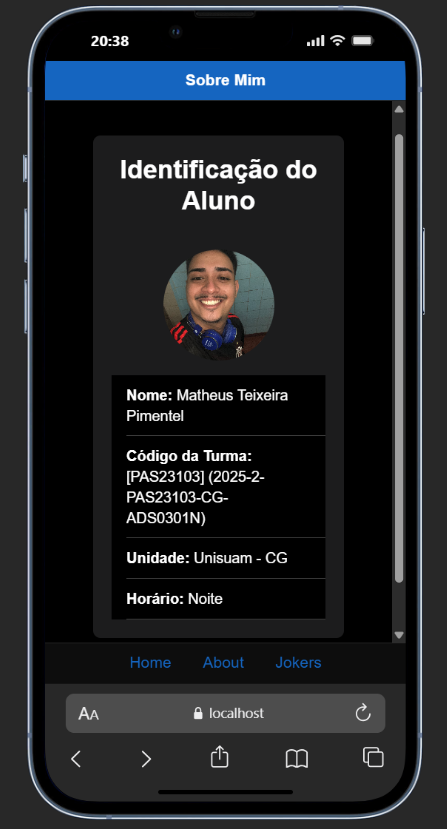 20:38
Sobre Mim
Identificação do
Aluno
Nome: Matheus Teixeira
Pimentel
Código da Turma:
[PAS23103] (2025-2-
PAS23103-CG-
ADS0301N)
Unidade: Unisuam - CG
Horário: Noite
Home About Jokers
AA localhost